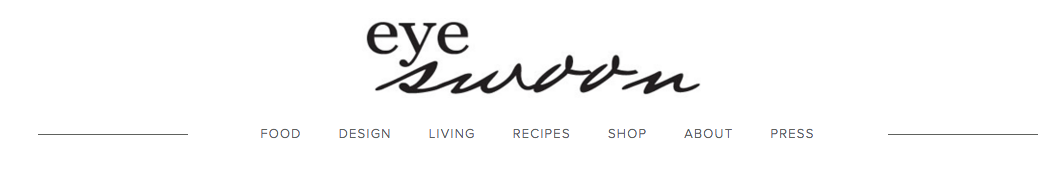 eye
swoon
FOOD DESIGN LIVING RECIPES SHOP ABOUT PRESS